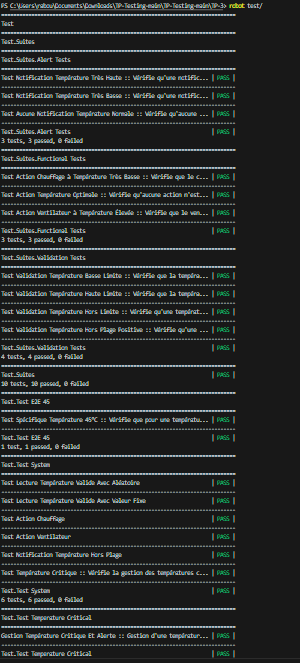 PS C:\Users\rabou\Documents\Downloads\TP-Testing-main\TP-Testing-main\TP-3> robot test/
==============================================================================
Test
==============================================================================
Test.Suites
==============================================================================
Test.Suites.Alert Tests
==============================================================================
Test Notification Température Très Haute :: Vérifie qu'une notific... | PASS |
------------------------------------------------------------------------------
Test Notification Température Très Basse :: Vérifie qu'une notific... | PASS |
------------------------------------------------------------------------------
Test Aucune Notification Température Normale :: Vérifie qu'aucune ... | PASS |
------------------------------------------------------------------------------
Test.Suites.Alert Tests | PASS |
3 tests, 3 passed, 0 failed
==============================================================================
Test.Suites.Functional Tests
==============================================================================
Test Action Chauffage à Température Très Basse :: Vérifie que le c... | PASS |
------------------------------------------------------------------------------
Test Action Température Optimale :: Vérifie qu'aucune action n'est... | PASS |
------------------------------------------------------------------------------
Test Action Ventilateur à Température Élevée :: Vérifie que le ven... | PASS |
------------------------------------------------------------------------------
Test.Suites.Functional Tests | PASS |
3 tests, 3 passed, 0 failed
==============================================================================
Test.Suites.Validation Tests
==============================================================================
Test Validation Température Basse Limite :: Vérifie que la tempéra... | PASS |
------------------------------------------------------------------------------
Test Validation Température Haute Limite :: Vérifie que la tempéra... | PASS |
------------------------------------------------------------------------------
Test Validation Température Hors Limite :: Vérifie qu'une températ... | PASS |
------------------------------------------------------------------------------
Test Validation Température Hors Plage Positive :: Vérifie qu'une ... | PASS |
------------------------------------------------------------------------------
Test.Suites.Validation Tests | PASS |
4 tests, 4 passed, 0 failed
==============================================================================
Test.Suites | PASS |
10 tests, 10 passed, 0 failed
==============================================================================
Test.Test E2E 45
==============================================================================
Test Spécifique Température 45°C :: Vérifie que pour une températu... | PASS |
------------------------------------------------------------------------------
Test.Test E2E 45 | PASS |
1 test, 1 passed, 0 failed
==============================================================================
Test.Test System
==============================================================================
Test Lecture Température Valide Avec Aléatoire | PASS |
------------------------------------------------------------------------------
Test Lecture Température Valide Avec Valeur Fixe | PASS |
------------------------------------------------------------------------------
Test Action Chauffage | PASS |
------------------------------------------------------------------------------
Test Action Ventilateur | PASS |
------------------------------------------------------------------------------
Test Notification Température Hors Plage | PASS |
------------------------------------------------------------------------------
Test Température Critique :: Vérifie la gestion des températures c... | PASS |
------------------------------------------------------------------------------
Test.Test System | PASS |
6 tests, 6 passed, 0 failed
==============================================================================
Test.Test Temperature Critical
==============================================================================
Gestion Température Critique Et Alerte :: Gestion d'une températur... | PASS |
------------------------------------------------------------------------------
Test.Test Temperature Critical | PASS |